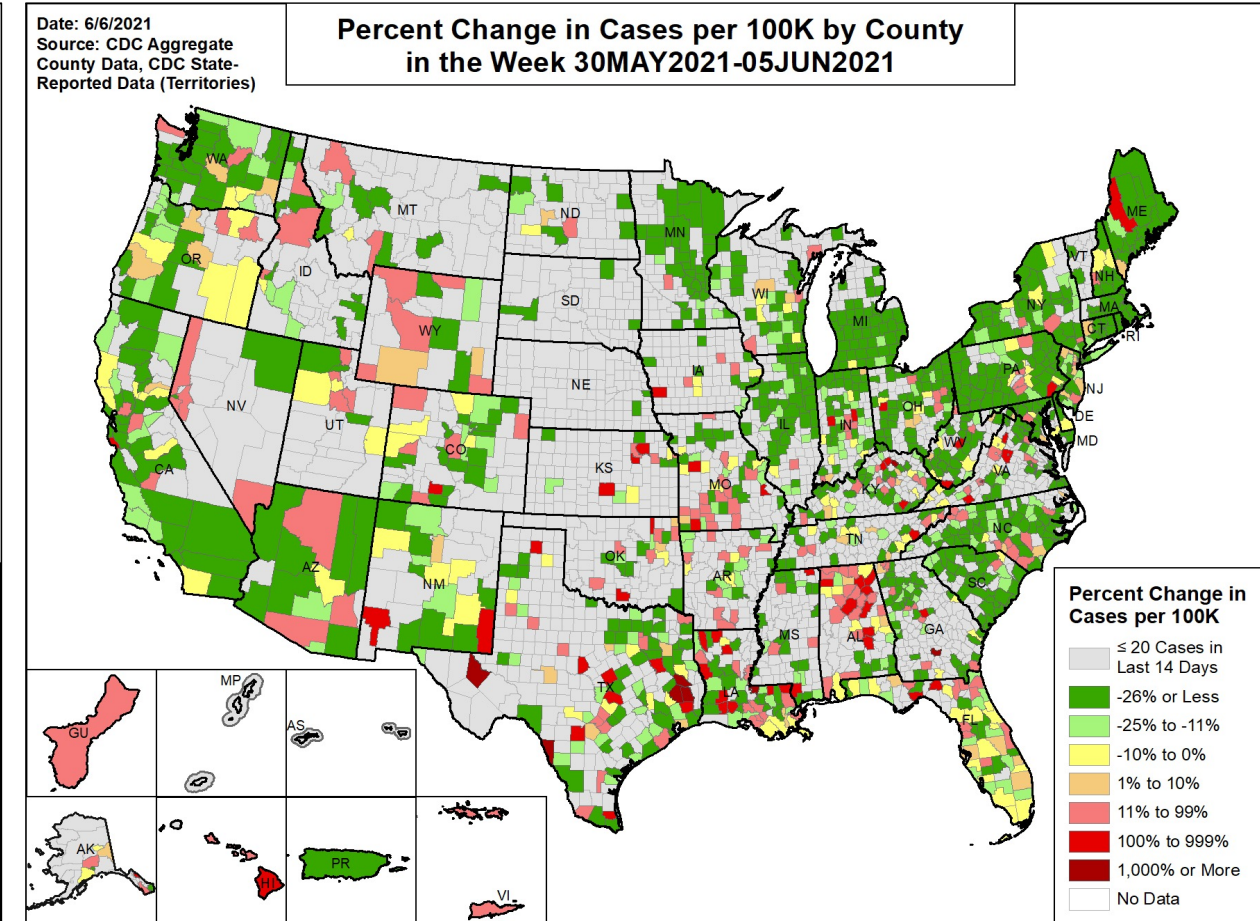 Date: 6/6/2021
Source: CDC Aggregate
County Data, CDC State-
Reported Data (Territories)
Percent Change in Cases per 100K by County
in the Week 30MAY2021-05JUN2021
WA
MT
ND
MN
ME
OR
ID
SD
WI
MI
VT
NH
NY
MA
CT
RI
WY
IA
NE
PA
NJ
NV
UT
CO
IL
IN
OH
DE
MD
WV
VA
CA
KS
MO
KY
NC
TN
AZ
NM
OK
AR
SC
MS
AL
GA
TX
LA
FL
GU
MP
AS
AK
HI
PR
VI
Percent Change in
Cases per 100K
≤ 20 Cases in
Last 14 Days
-26% or Less
-25% to -11%
-10% to 0%
1% to 10%
11% to 99%
100% to 999%
1,000% or More
No Data